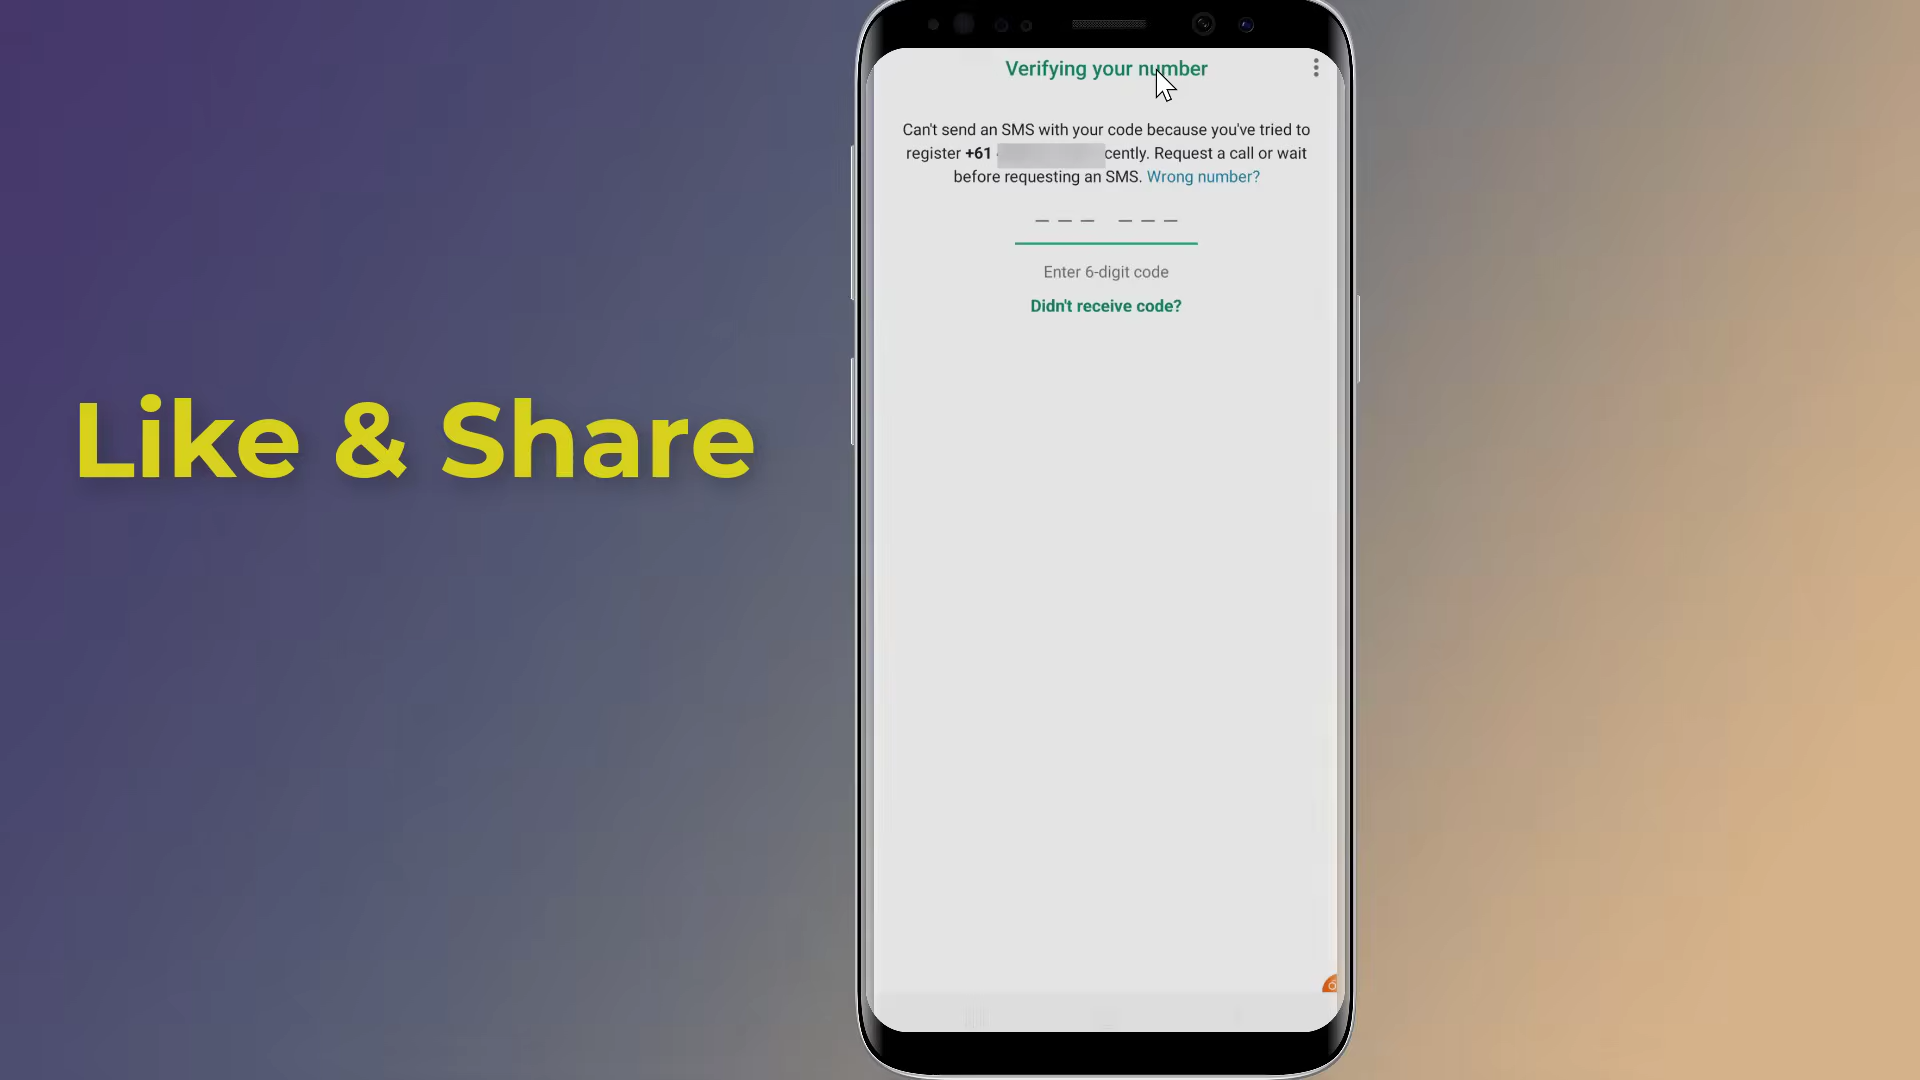 Verifying your number
Can't send an SMS with your code because you've tried to
register +61 cently. Request a call or wait
before requesting an SMS. Wrong number?
Enter 6-digit code
Didn't receive code?
Like & Share